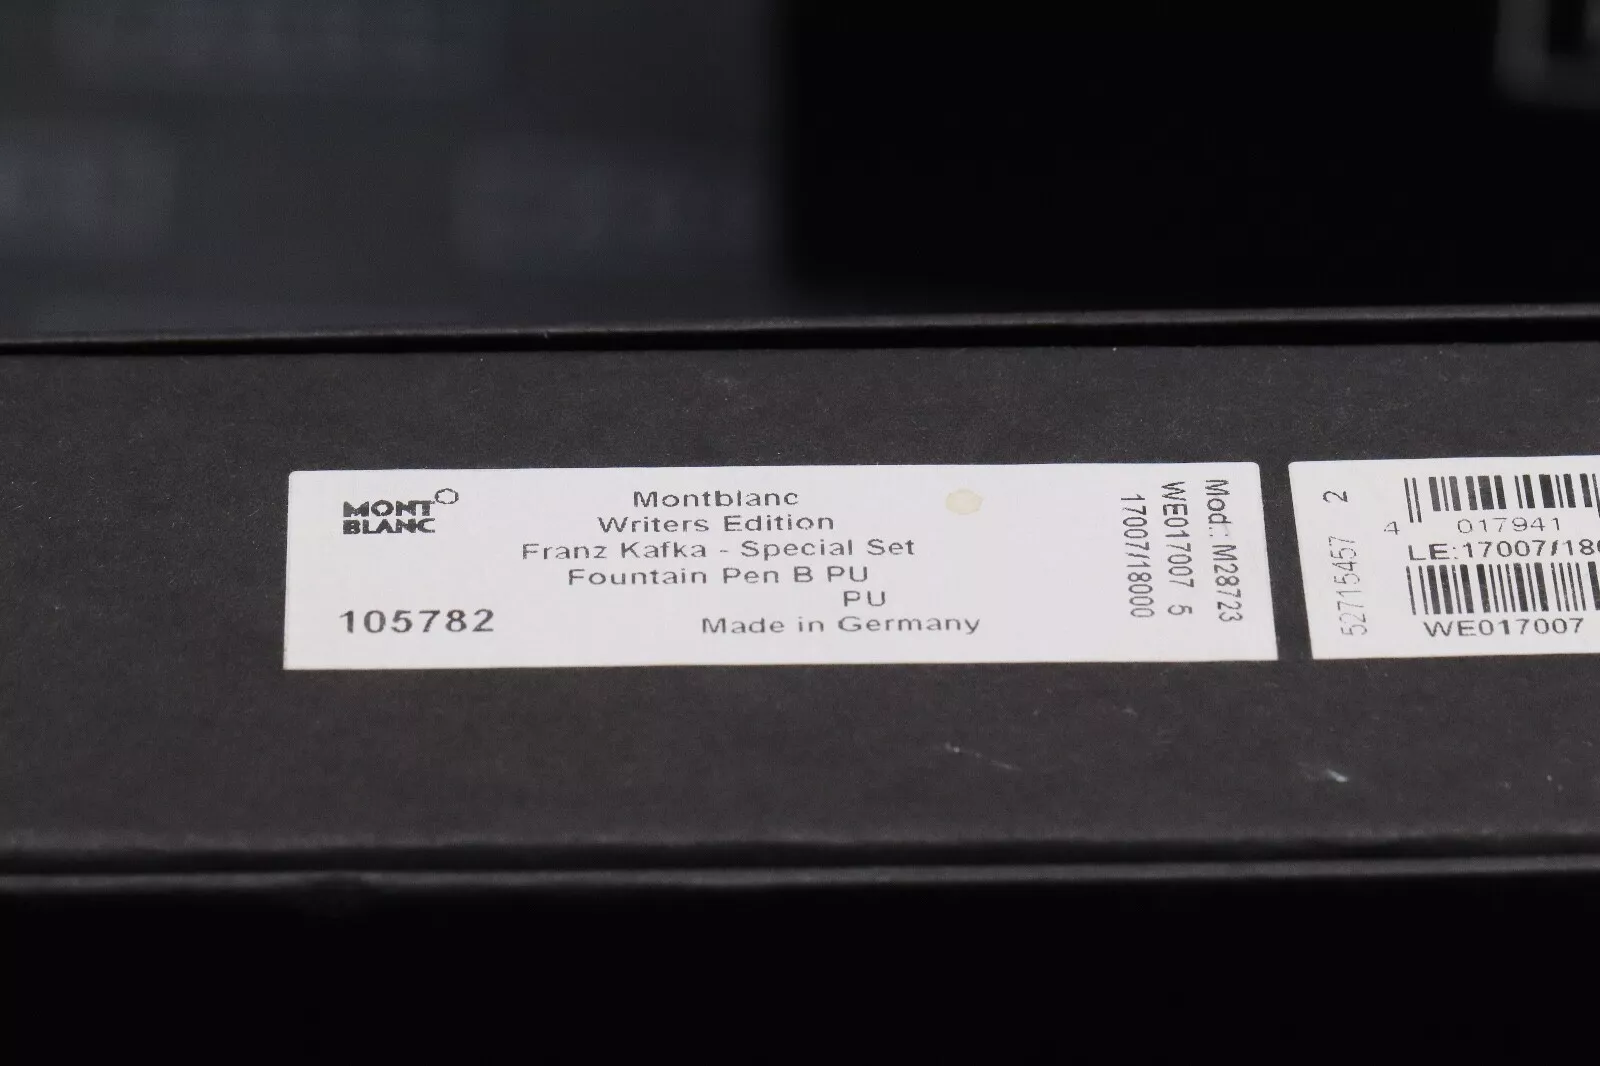 MONT
BLANC
Montblanc
Writers Edition
Franz Kafka - Special Set
Fountain Pen B PU
PU
105782
Made in Germany
Mod.: M28723
WE017007 5
17007/18000
52715457 2
4 017941
LE:17007/180
WE017007